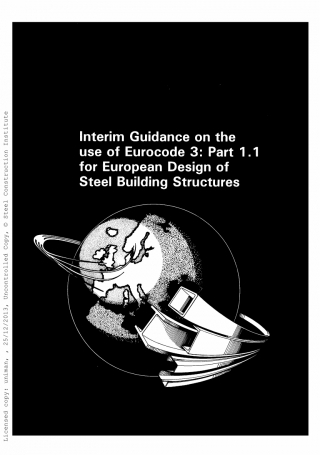 Interim Guidance on the
use of Eurocode 3: Part 1.1
for European Design of
Steel Building Structures
Licensed copy: uniman, , 25/12/2013, Uncontrolled Copy, © Steel Construction Institute